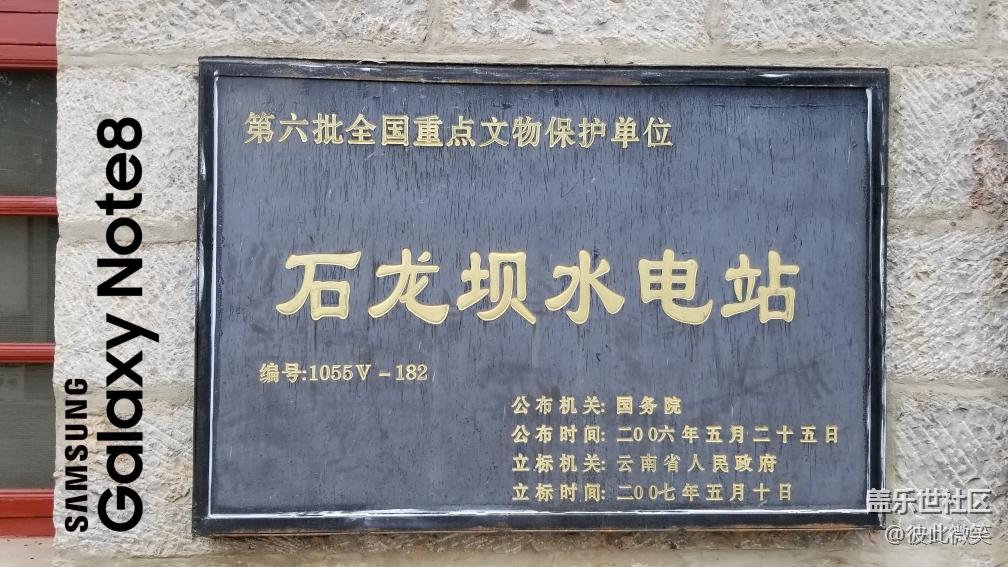 第六批全国重点文物保护单位
石龙坝水电站
编号:1055Ⅴ-182
公布机关:国务院
公布时间:二00六年五月二十五日
立标机关:云南省人民政府
立标时间:二00七年五月十日
SAMSUNG
Galaxy Note8
盖乐世社区
@彼此微笑